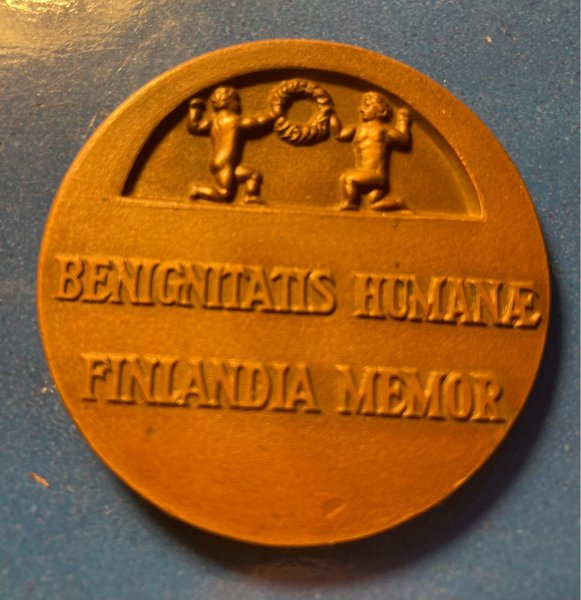 BENIGNITATIS HUMANÆ
FINLANDIA MEMOR